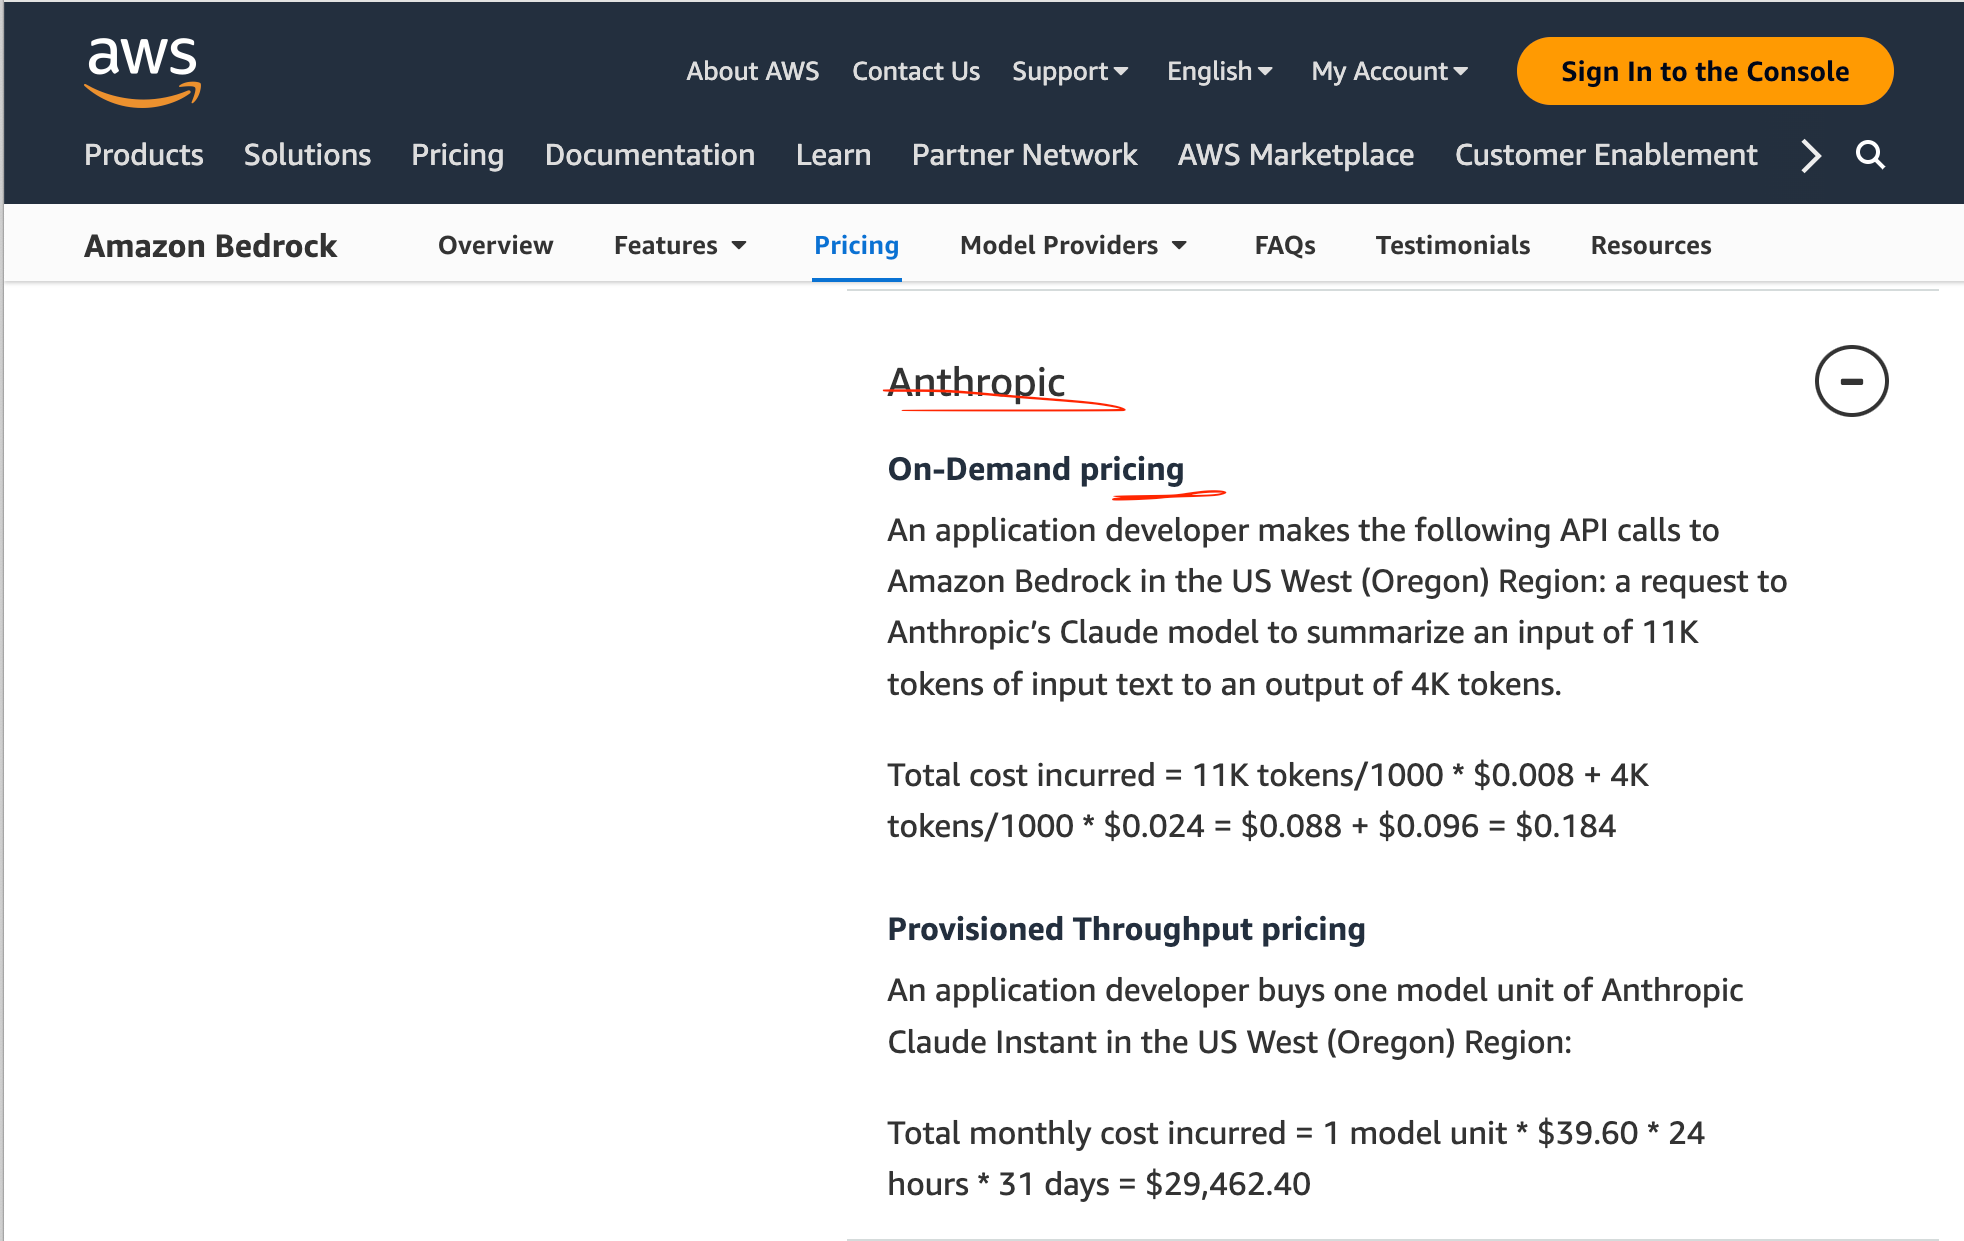 aws
About AWS Contact Us Support English My Account Sign In to the Console
Products Solutions Pricing Documentation Learn Partner Network AWS Marketplace Customer Enablement
Amazon Bedrock Overview Features Pricing Model Providers FAQs Testimonials Resources
Anthropic
On-Demand pricing
An application developer makes the following API calls to
Amazon Bedrock in the US West (Oregon) Region: a request to
Anthropic’s Claude model to summarize an input of 11K
tokens of input text to an output of 4K tokens.
Total cost incurred = 11K tokens/1000 * $0.008 + 4K
tokens/1000 * $0.024 = $0.088 + $0.096 = $0.184
Provisioned Throughput pricing
An application developer buys one model unit of Anthropic
Claude Instant in the US West (Oregon) Region:
Total monthly cost incurred = 1 model unit * $39.60 * 24
hours * 31 days = $29,462.40